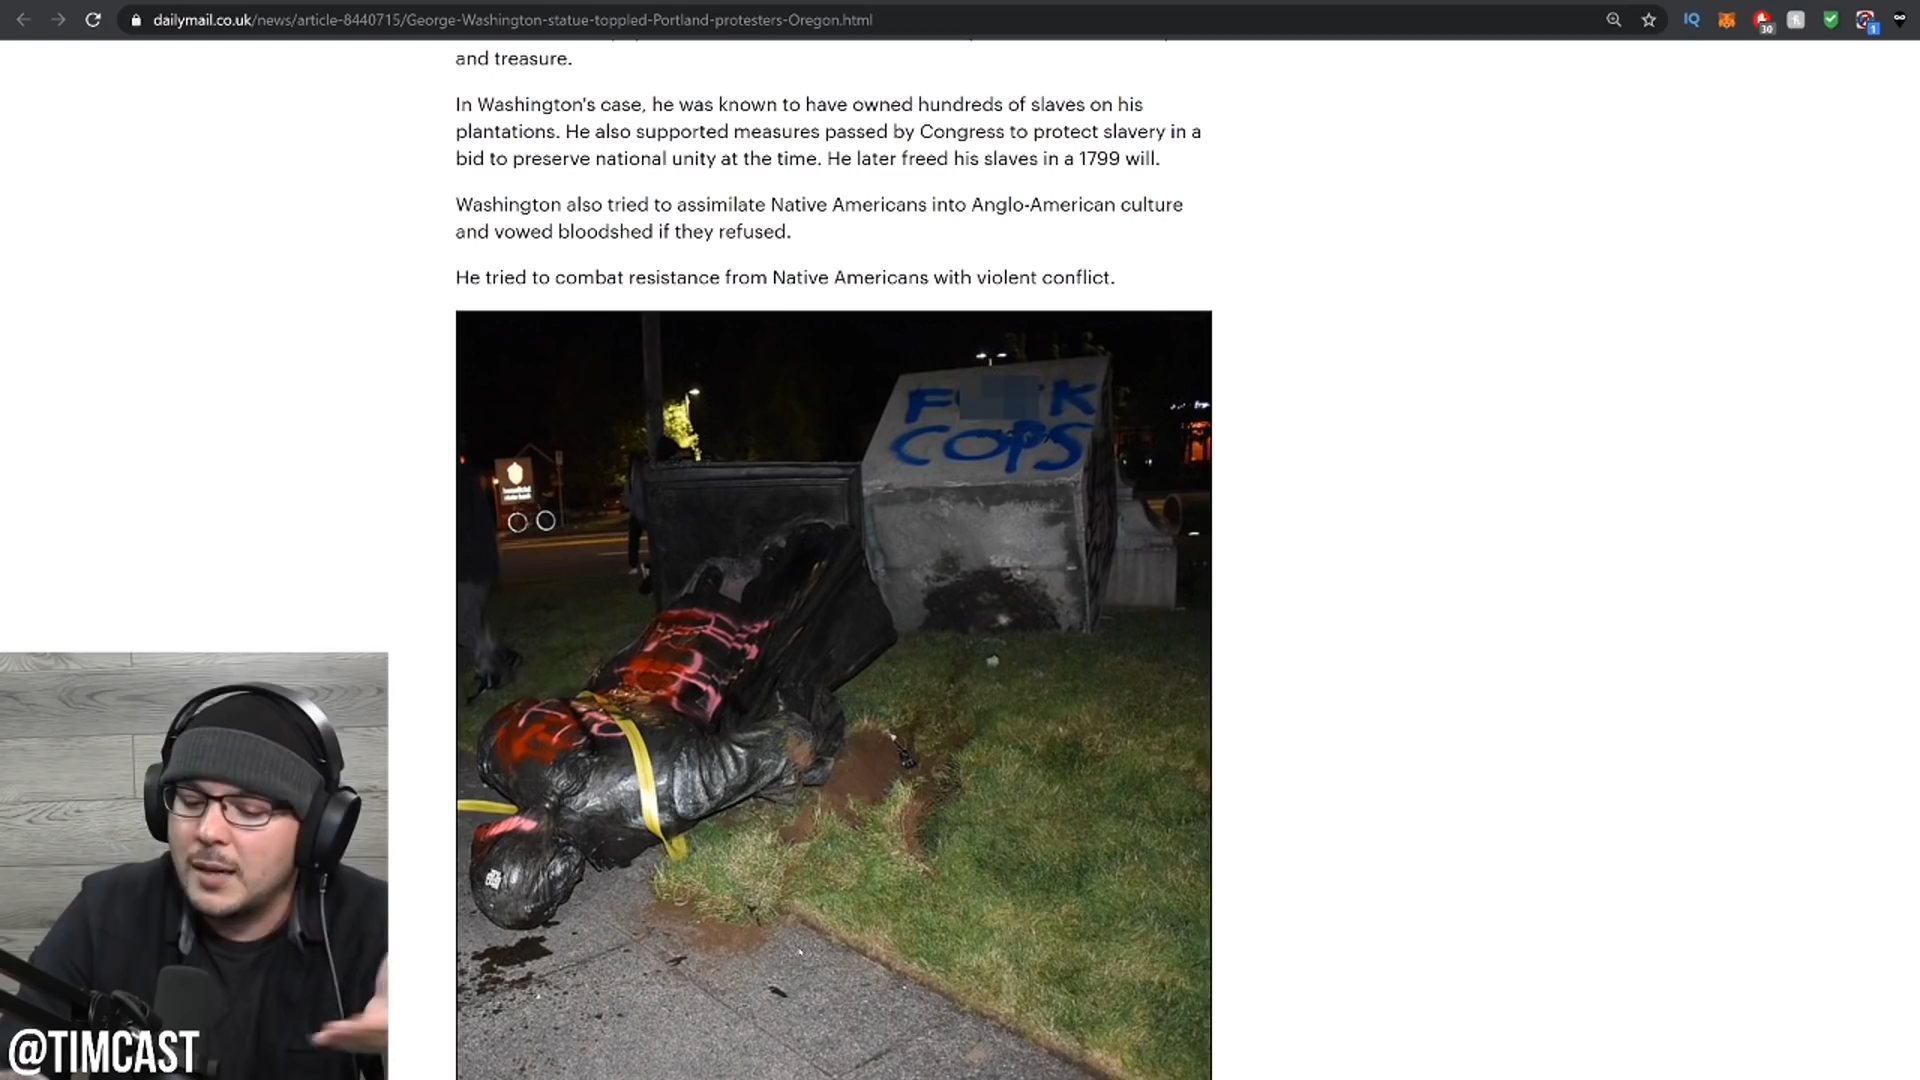 dailymail.co.uk/news/article-8440715/George-Washington-statue-toppled-Portland-protesters-Oregon.html
IQ
30
1
and treasure.
In Washington's case, he was known to have owned hundreds of slaves on his
plantations. He also supported measures passed by Congress to protect slavery in a
bid to preserve national unity at the time. He later freed his slaves in a 1799 will.
Washington also tried to assimilate Native Americans into Anglo-American culture
and vowed bloodshed if they refused.
He tried to combat resistance from Native Americans with violent conflict.
F K
COPS
@TIMCAST